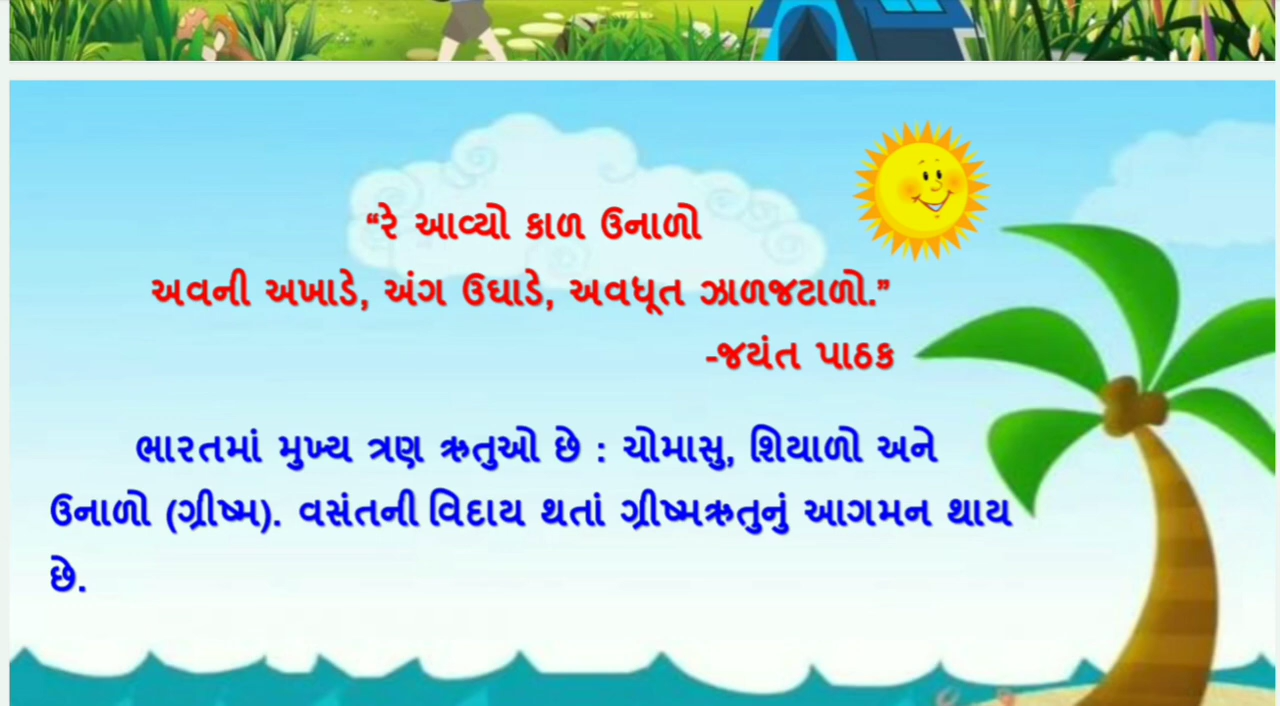 “રે આવ્યો કાળ ઉનાળો
અવની અખાડે, અંગ ઉઘાડે, અવધૂત ઝાળજટાળો.”
-જયંત પાઠક
ભારતમાં મુખ્ય ત્રણ ઋતુઓ છે : ચોમાસુ, શિયાળો અને
ઉનાળો (ગ્રીષ્મ). વસંતની વિદાય થતાં ગ્રીષ્મઋતુનું આગમન થાય
છે.